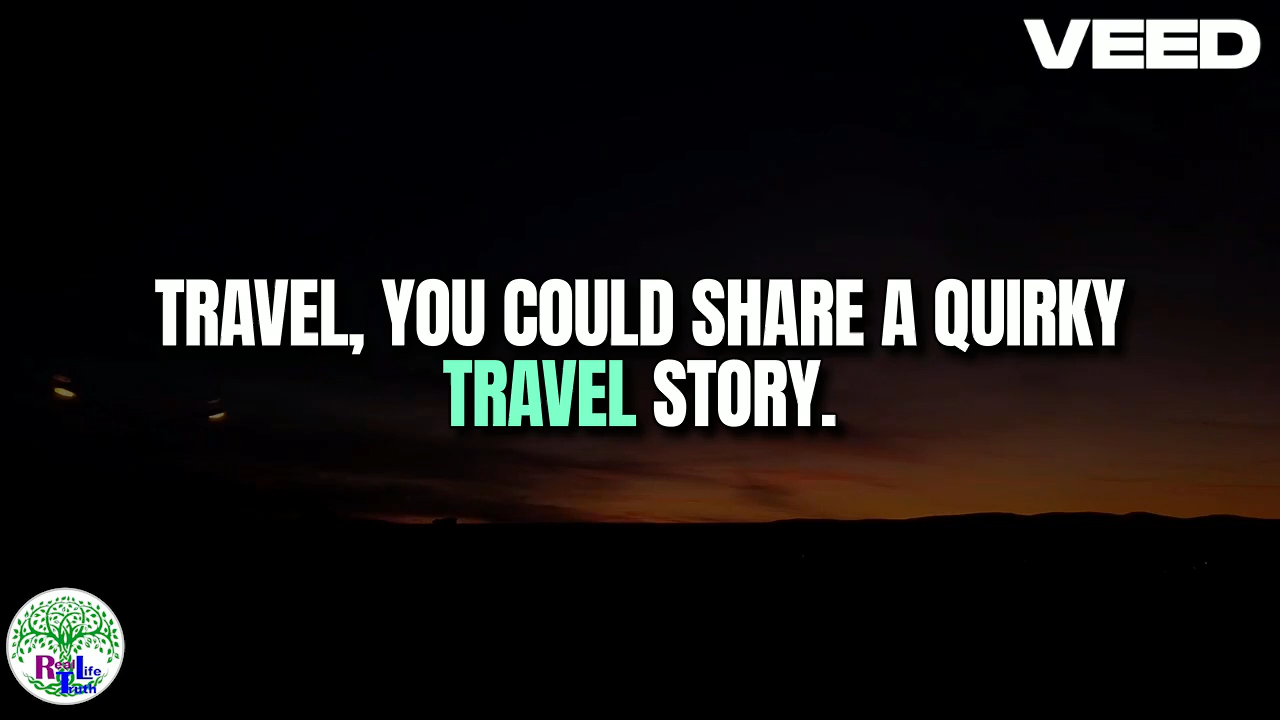 VEED
TRAVEL, YOU COULD SHARE A QUIRKY
TRAVEL STORY.
Real Life
Truth